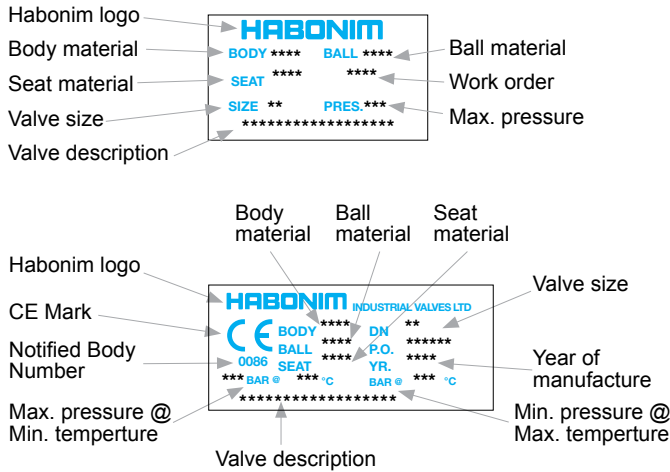 Habonim logo
Body material
Seat material
Valve size
Valve description
HABONIM
BODY **** BALL ****
SEAT **** ****
SIZE ** PRES.***
******************
Ball material
Work order
Max. pressure
Body material
Ball material
Seat material
Habonim logo
CE Mark
Notified Body
Number
Max. pressure @
Min. temperture
HABONIM INDUSTRIAL VALVES LTD
CE BODY **** DN **
BALL **** P.O. ******
0086 SEAT **** YR. ****
*** BAR @ *** °C BAR @ *** °C
******************
Valve size
Year of
manufacture
Min. pressure @
Max. temperature
Valve description